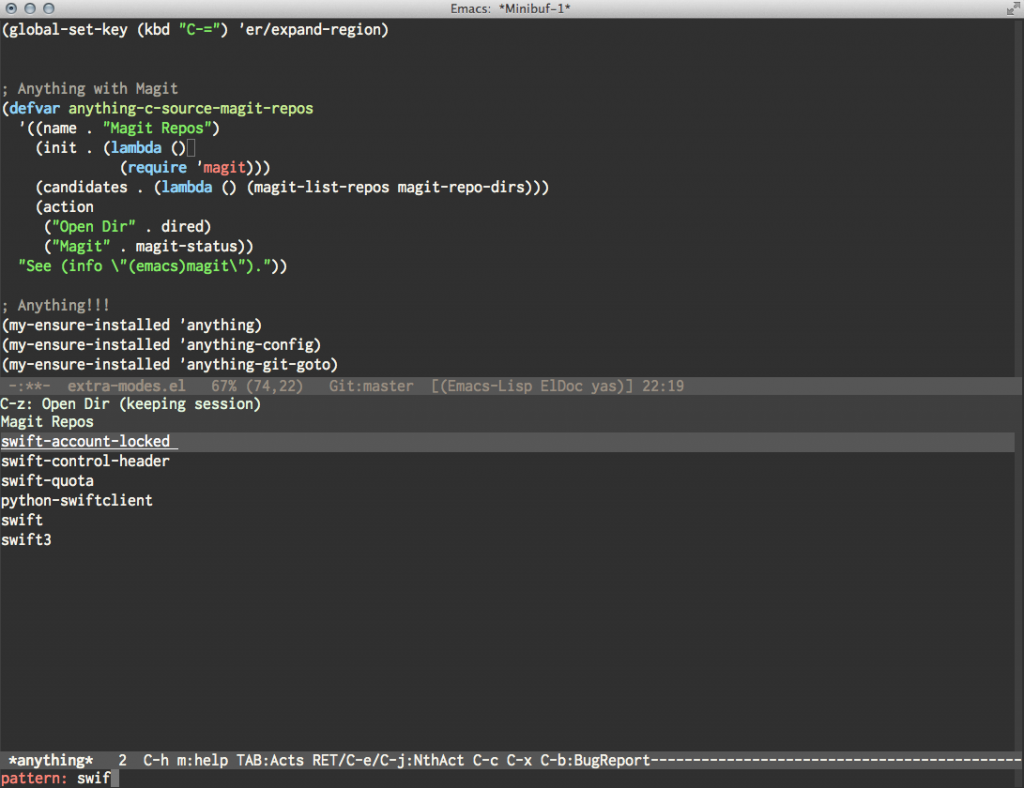 Emacs: *Minibuf-1*
(global-set-key (kbd "C-=") 'er/expand-region)
; Anything with Magit
(defvar anything-c-source-magit-repos
'((name . "Magit Repos")
(init . (lambda ()
(require 'magit)))
(candidates . (lambda () (magit-list-repos magit-repo-dirs)))
(action
("Open Dir" . dired)
("Magit" . magit-status))
"See (info \"(emacs)magit\")."))
; Anything!!!
(my-ensure-installed 'anything)
(my-ensure-installed 'anything-config)
(my-ensure-installed 'anything-git-goto)
-:**- extra-modes.el 67% (74,22) Git:master [(Emacs-Lisp ElDoc yas)] 22:19
C-z: Open Dir (keeping session)
Magit Repos
swift-account-locked
swift-control-header
swift-quota
python-swiftclient
swift
swift3
*anything* 2 C-h m:help TAB:Acts RET/C-e/C-j:NthAct C-c C-x C-b:BugReport--------------------------------------------
pattern: swif